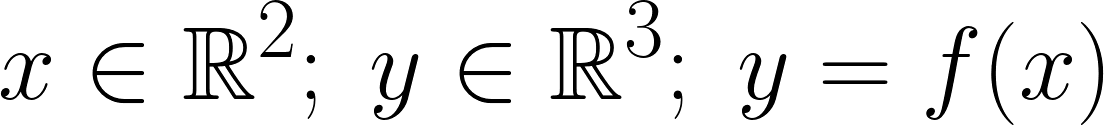 x ∈ ℝ²; y ∈ ℝ³; y = f(x)